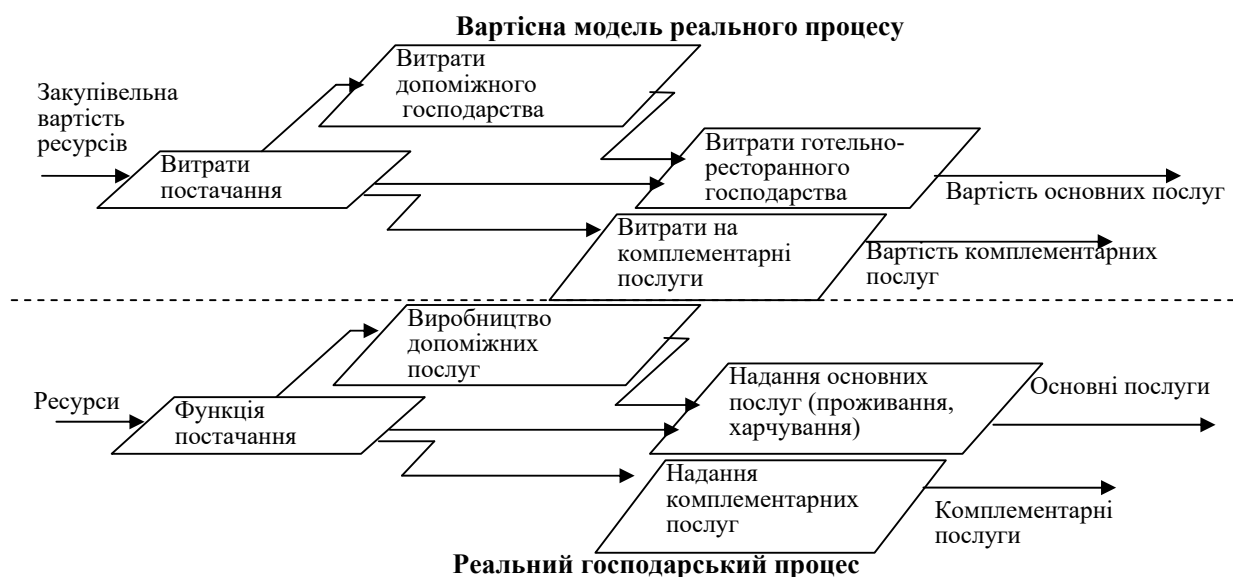 Вартісна модель реального процесу
Витрати
допоміжного
господарства
Закупівельна
вартість
ресурсів
Витрати
постачання
Витрати готельно-
ресторанного
господарства
Вартість основних послуг
Витрати на
комплементарні
послуги
Вартість комплементарних
послуг
Виробництво
допоміжних
послуг
Ресурси
Функція
постачання
Надання основних
послуг (проживання,
харчування)
Основні послуги
Надання
комплементарних
послуг
Комплементарні
послуги
Реальний господарський процес